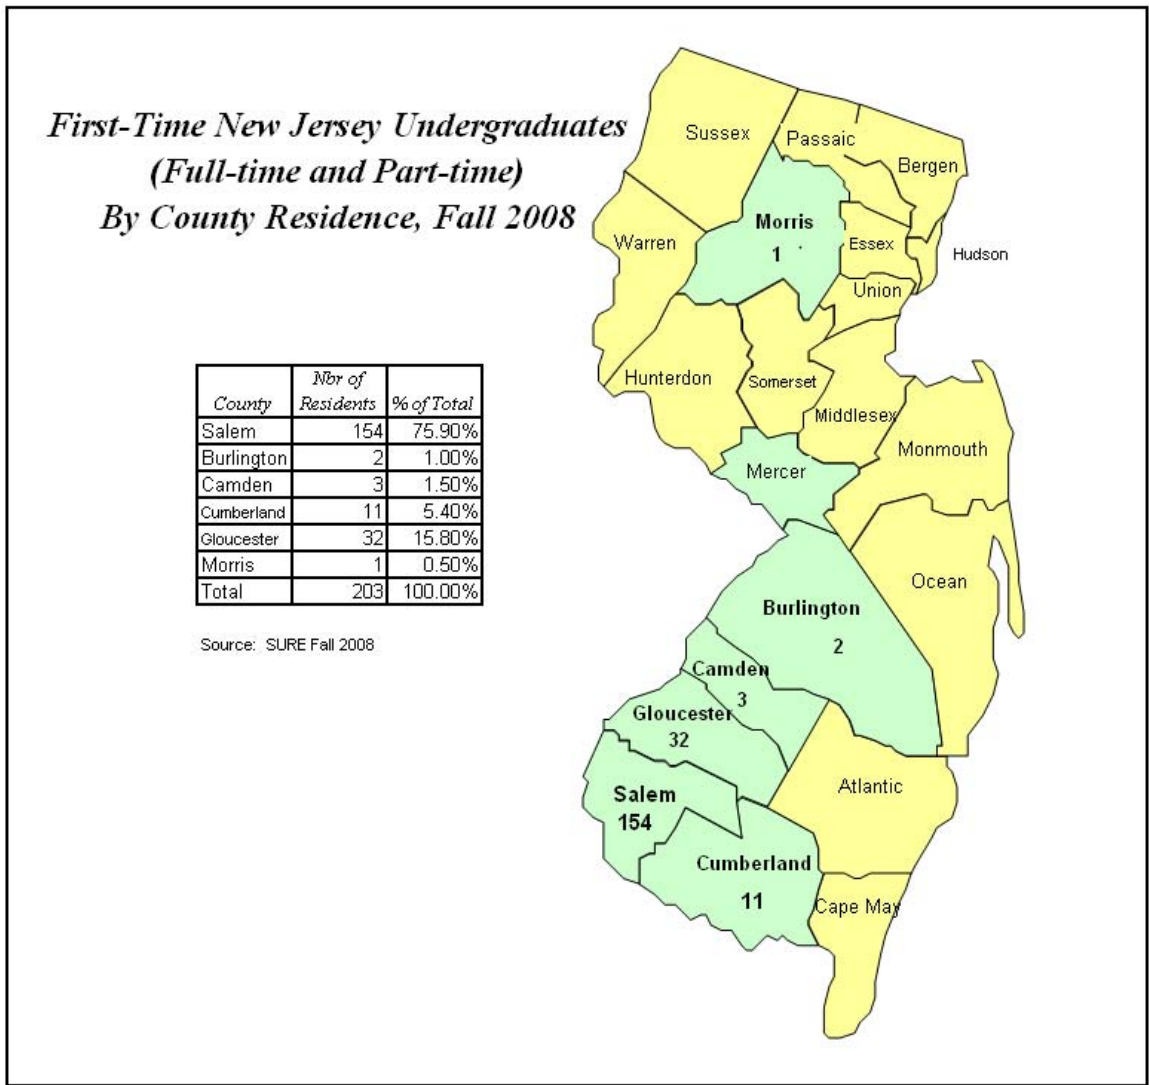 First-Time New Jersey Undergraduates
(Full-time and Part-time)
By County Residence, Fall 2008
County Nbr of Residents % of Total
Salem 154 75.90%
Burlington 2 1.00%
Camden 3 1.50%
Cumberland 11 5.40%
Gloucester 32 15.80%
Morris 1 0.50%
Total 203 100.00%
Source: SURE Fall 2008
Sussex
Passaic
Bergen
Morris
1
Warren
Essex
Hudson
Union
Hunterdon
Somerset
Middlesex
Monmouth
Mercer
Ocean
Burlington
2
Camden
3
Gloucester
32
Salem
154
Atlantic
Cumberland
11
Cape May